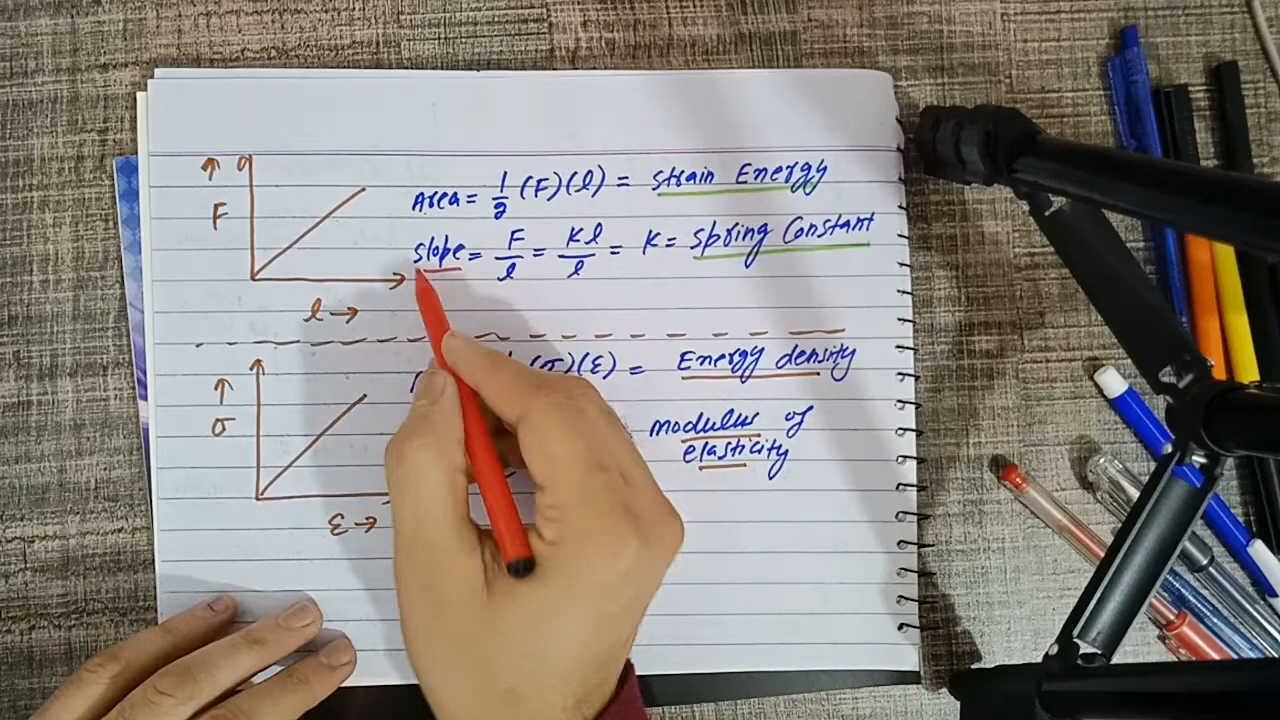 ↑
F
Area = 1/2 (F)(l) = Strain Energy
Slope = F/l = Kl/l = K = Spring Constant
l →
↑
σ
(σ)(ε) = Energy density
modulus of
elasticity
ε →